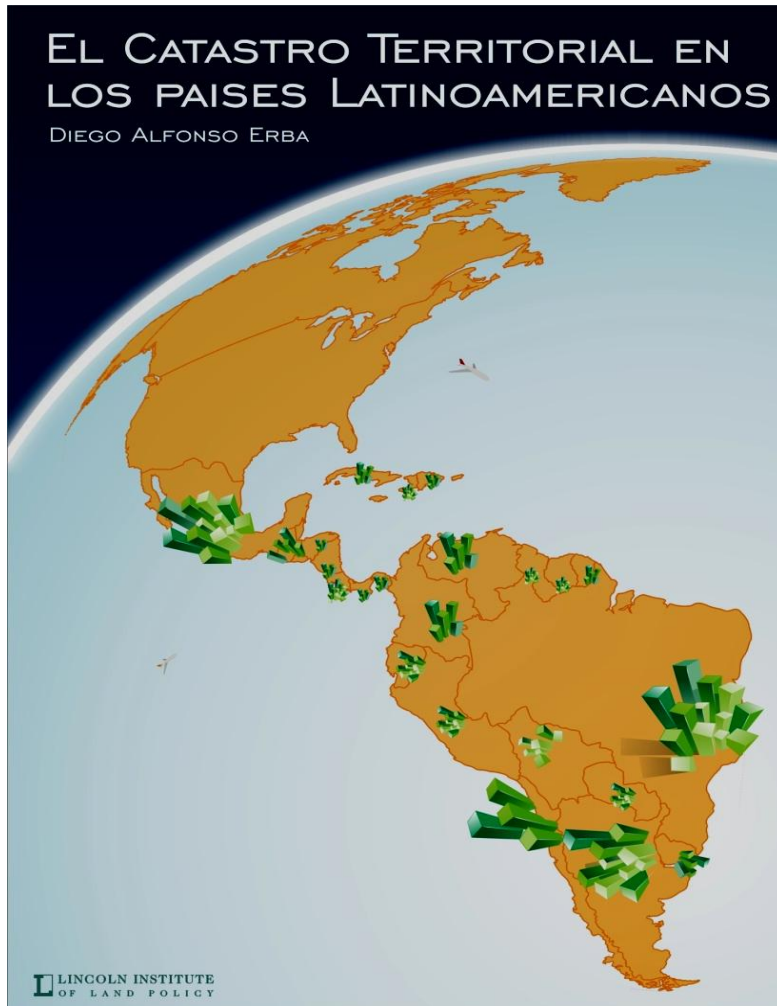 EL CATASTRO TERRITORIAL EN
LOS PAISES LATINOAMERICANOS
DIEGO ALFONSO ERBA
LINCOLN INSTITUTE
OF LAND POLICY